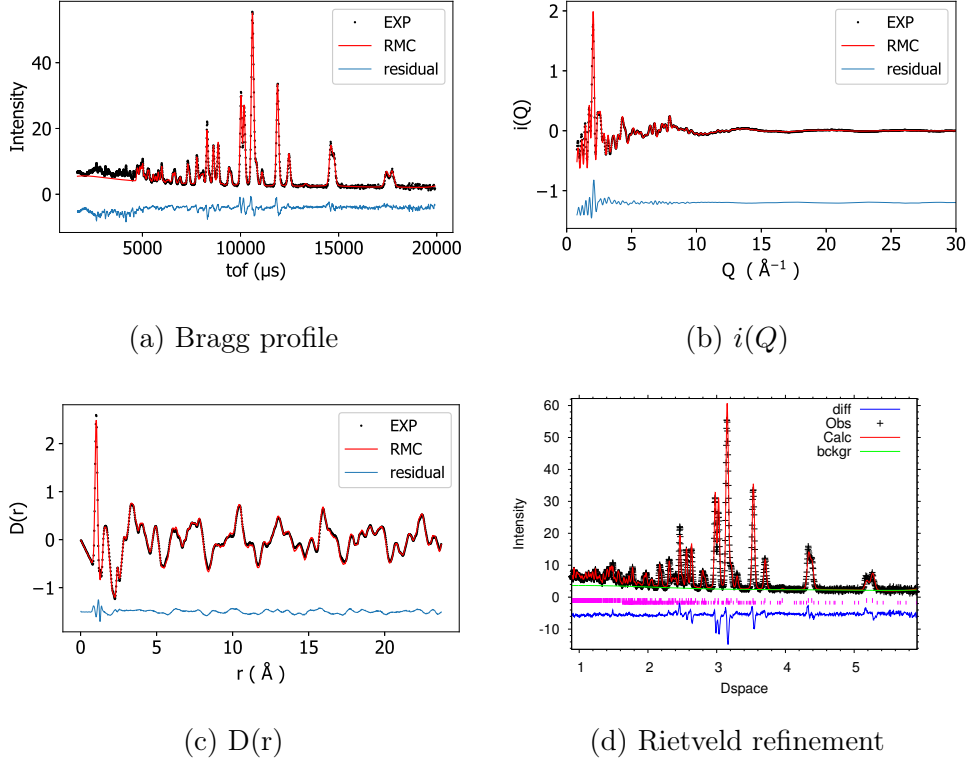 EXP
RMC
residual
Intensity
40
20
0
5000 10000 15000 20000
tof (μs)
(a) Bragg profile
EXP
RMC
residual
i(Q)
2
1
0
−1
0 5 10 15 20 25 30
Q ( Å⁻¹)
(b) i(Q)
EXP
RMC
residual
D(r)
2
1
0
−1
0 5 10 15 20
r ( Å )
(c) D(r)
diff
Obs
Calc
bckgr
Intensity
60
50
40
30
20
10
0
-10
1 2 3 4 5
Dspace
(d) Rietveld refinement